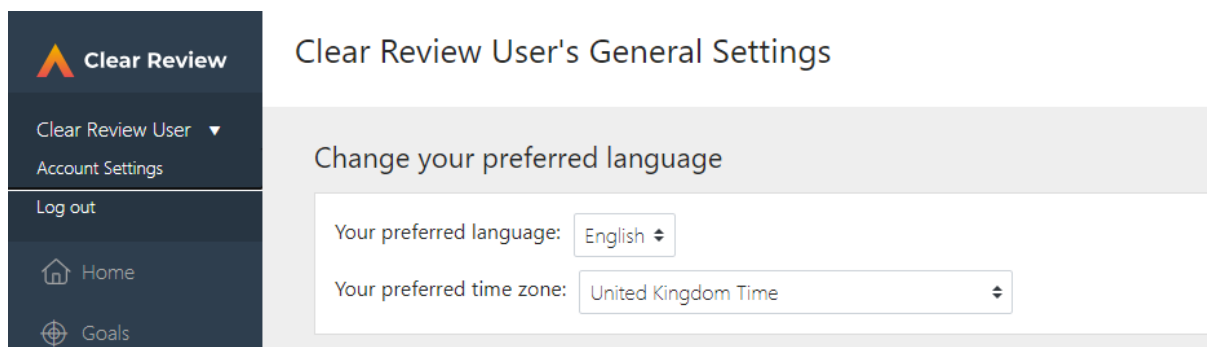 Clear Review
Clear Review User ▼
Account Settings
Log out
Home
Goals
Clear Review User's General Settings
Change your preferred language
Your preferred language: English
Your preferred time zone: United Kingdom Time